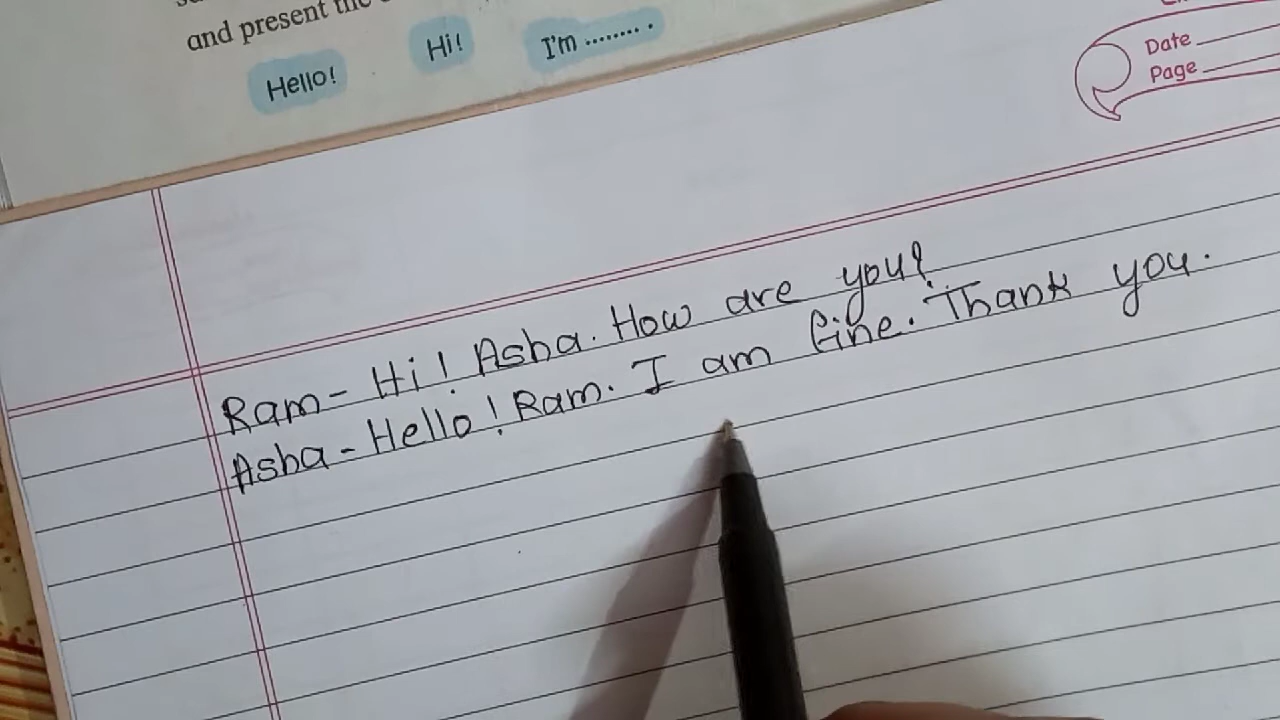 and present the
Hello!
Hi!
I'm ........ .
Date
Page
Ram - Hi! Asha. How are you?
Asha - Hello! Ram. I am fine. Thank you.